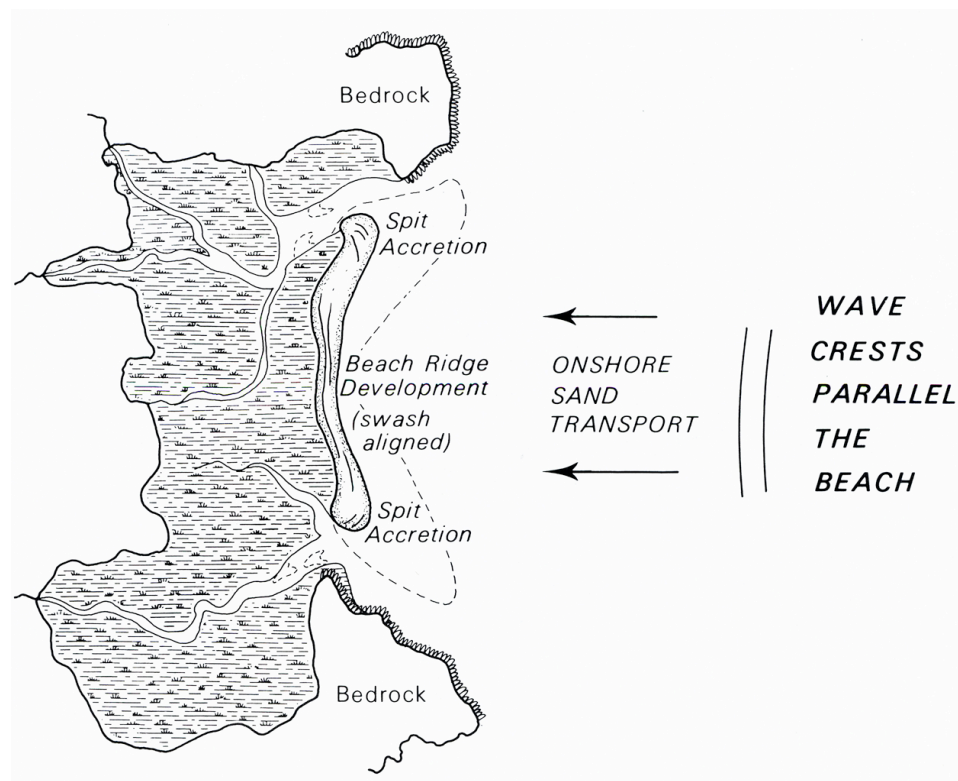 Bedrock
Spit
Accretion
Beach Ridge
Development
(swash
aligned)
Spit
Accretion
Bedrock
ONSHORE
SAND
TRANSPORT
WAVE
CRESTS
PARALLEL
THE
BEACH